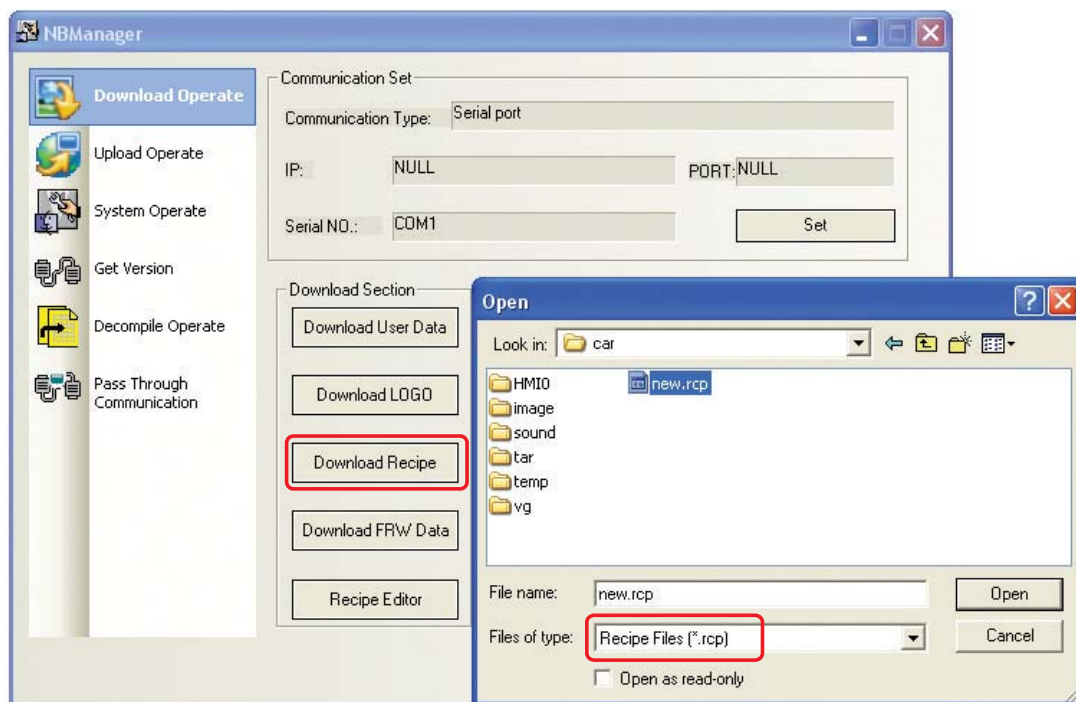 NBManager
Download Operate
Upload Operate
System Operate
Get Version
Decompile Operate
Pass Through
Communication
Communication Set
Communication Type: Serial port
IP: NULL PORT: NULL
Serial NO.: COM1 Set
Download Section
Download User Data
Download LOGO
Download Recipe
Download FRW Data
Recipe Editor
Open
Look in: car
HMI0 new.rcp
image
sound
tar
temp
vg
File name: new.rcp Open
Files of type: Recipe Files (*.rcp) Cancel
Open as read-only